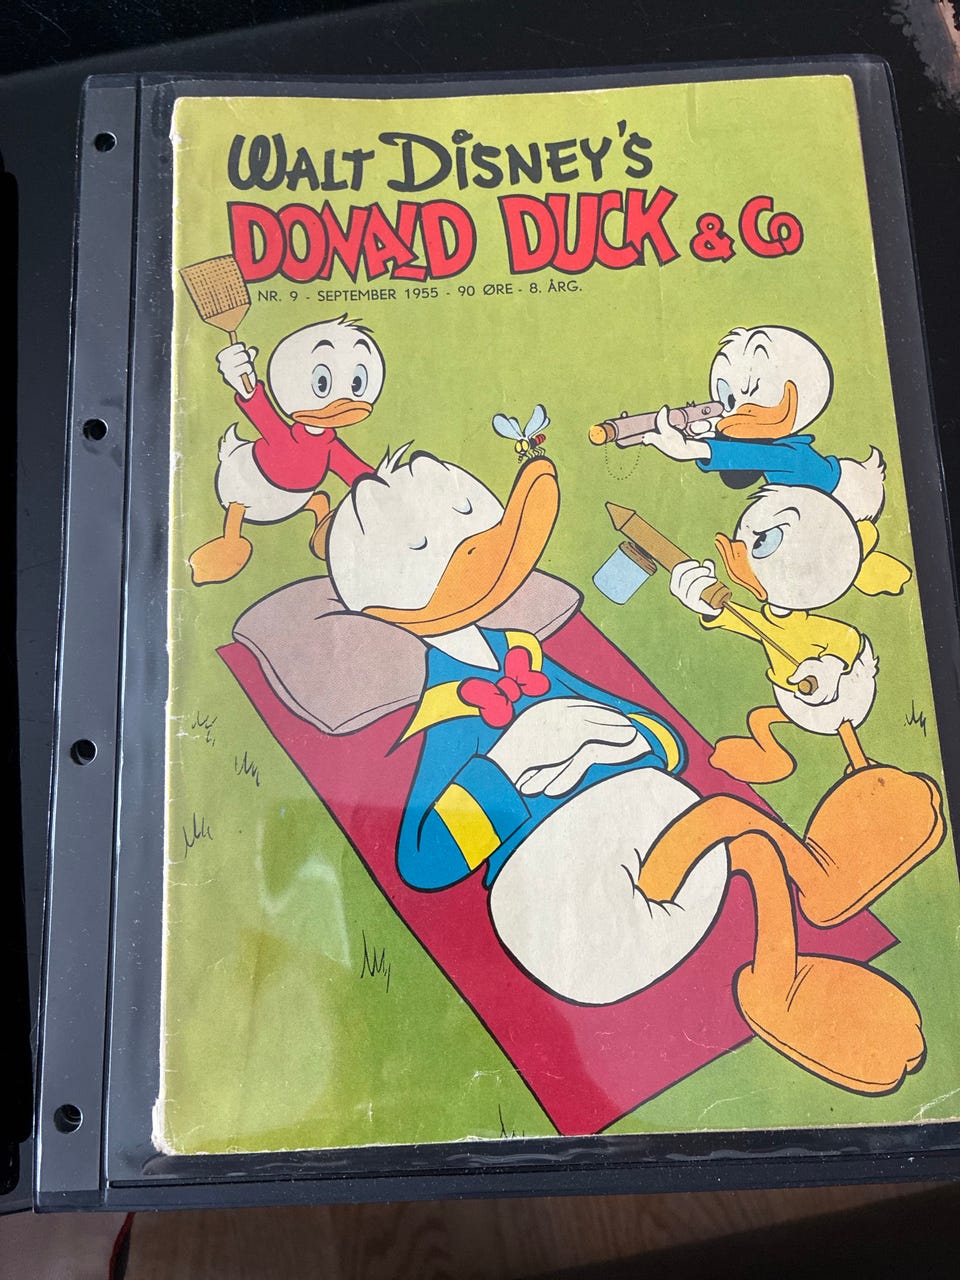 WALT DISNEY'S
DONALD DUCK & Co
NR. 9 - SEPTEMBER 1955 - 90 ØRE - 8. ÅRG.